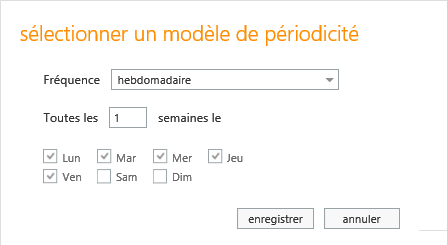 sélectionner un modèle de périodicité
Fréquence hebdomadaire
Toutes les 1 semaines le
Lun Mar Mer Jeu
Ven Sam Dim
enregistrer annuler